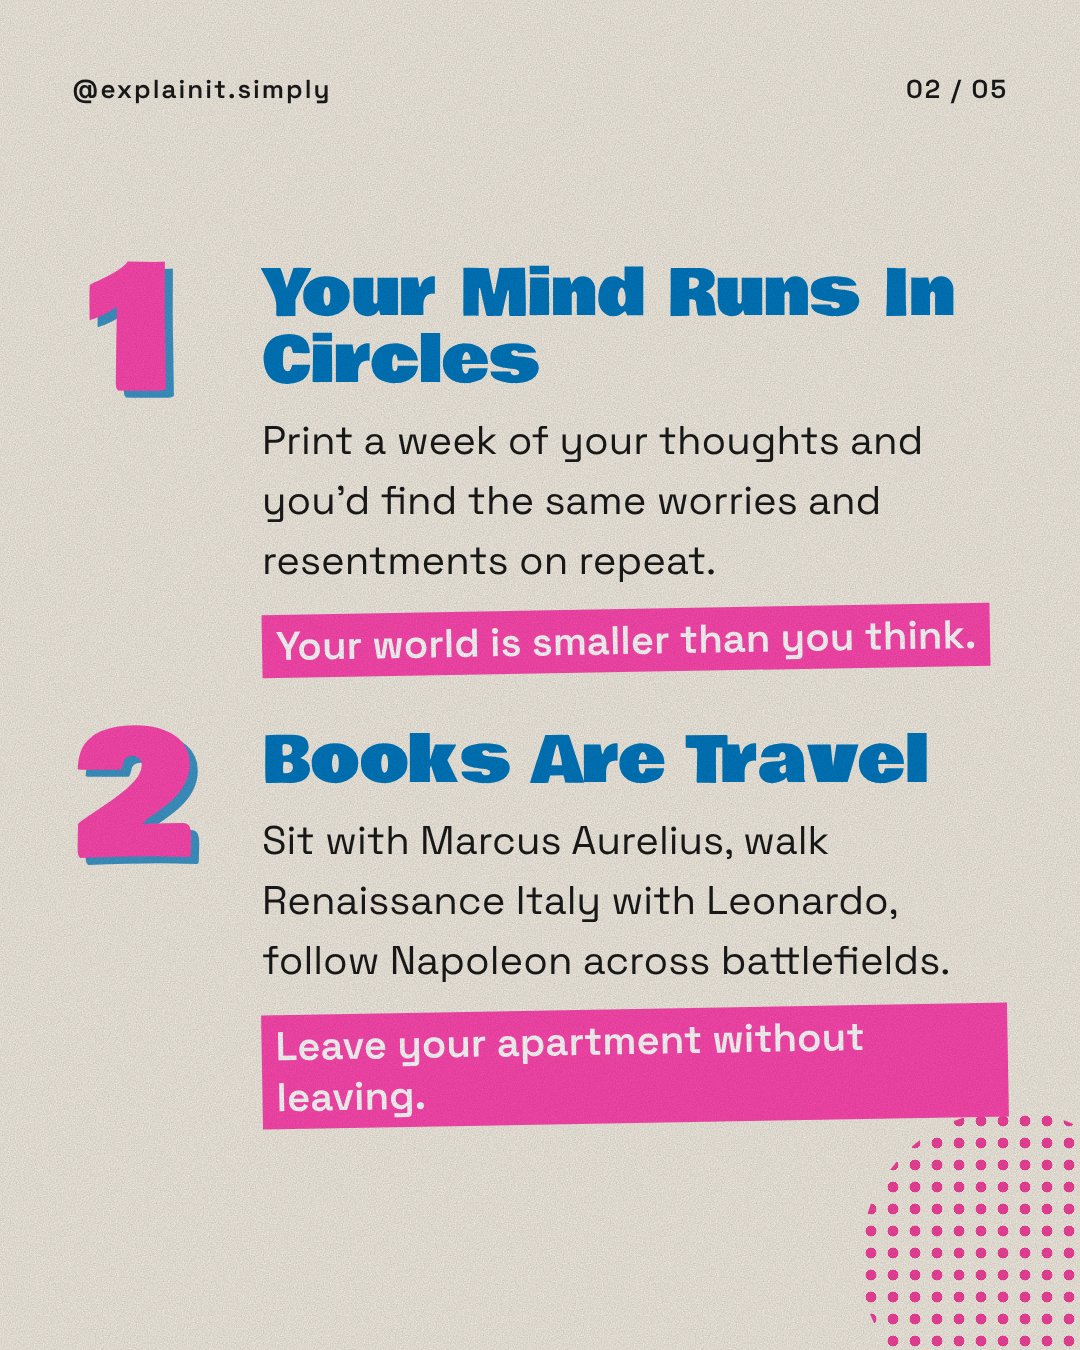 @explainit.simply
02 / 05
1
Your Mind Runs In
Circles
Print a week of your thoughts and
you’d find the same worries and
resentments on repeat.
Your world is smaller than you think.
2
Books Are Travel
Sit with Marcus Aurelius, walk
Renaissance Italy with Leonardo,
follow Napoleon across battlefields.
Leave your apartment without
leaving.